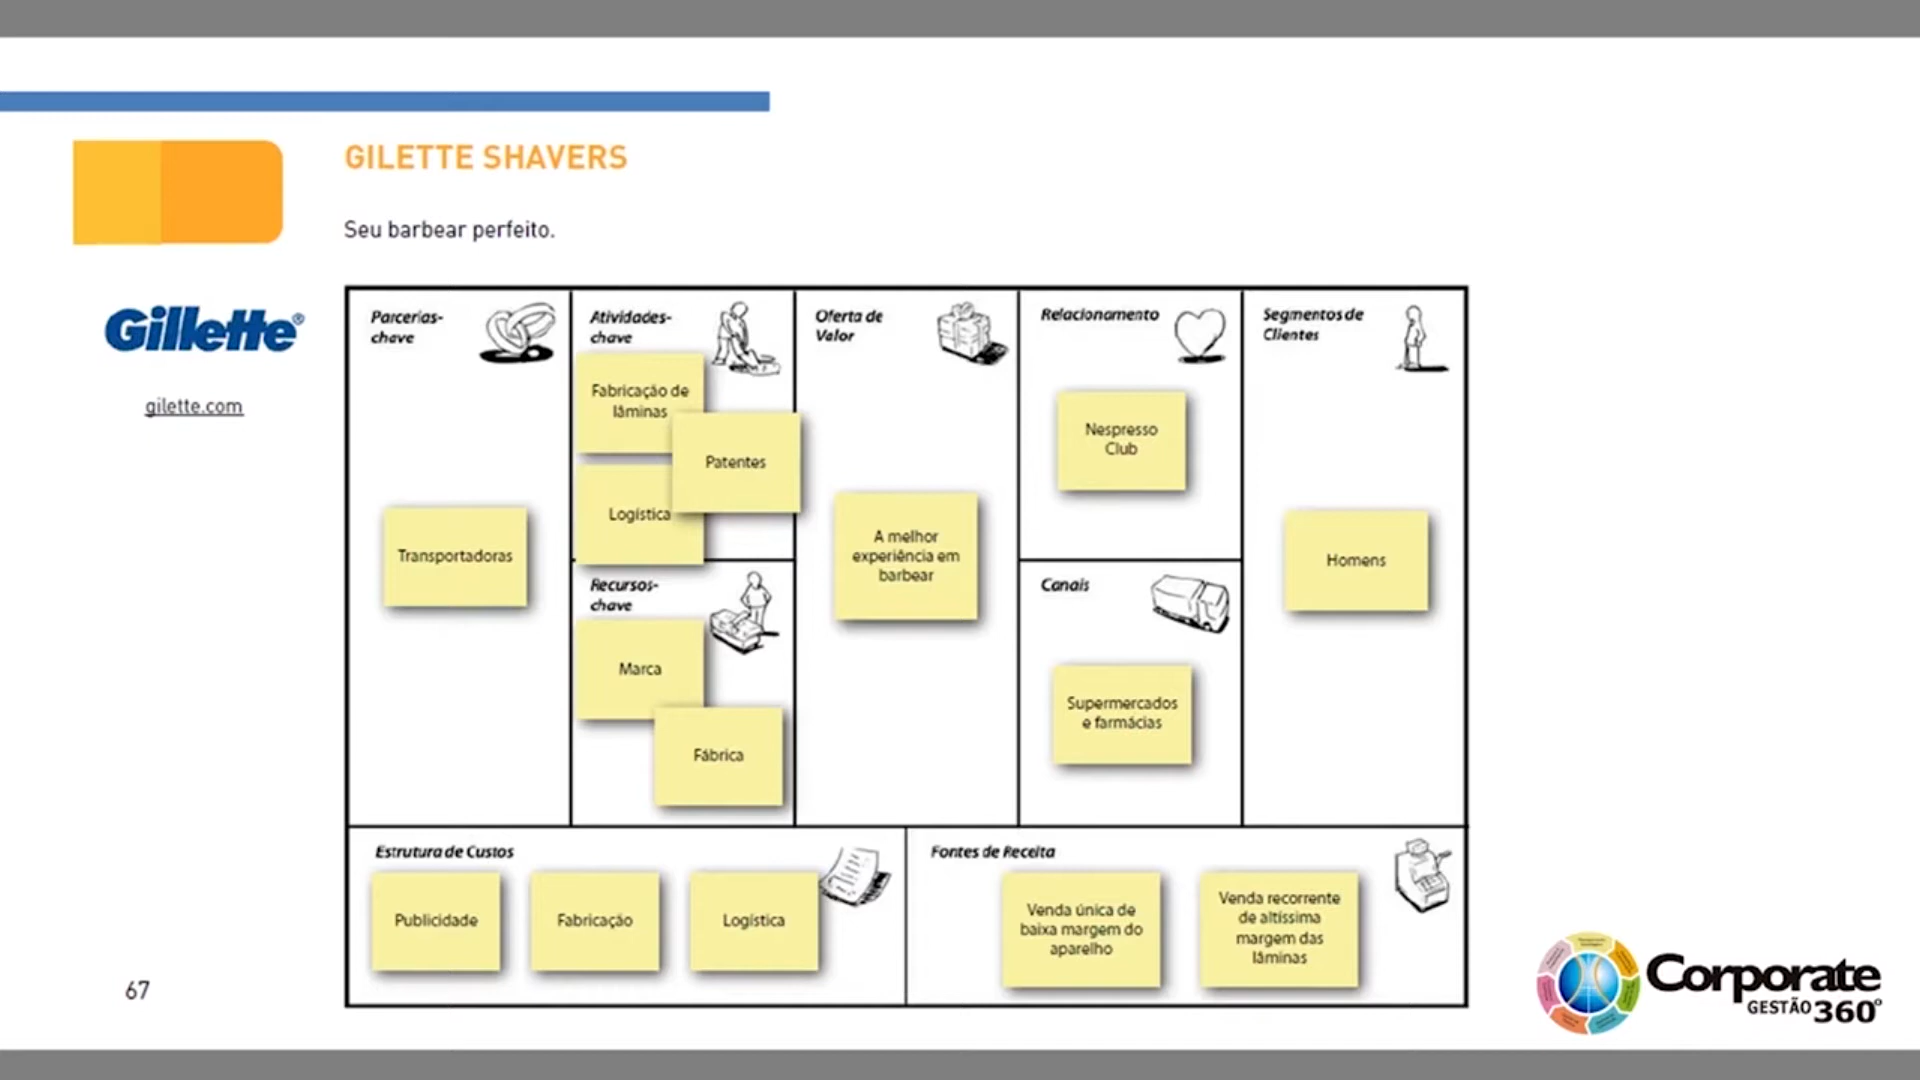 GILETTE SHAVERS
Seu barbear perfeito.
Gillette®
gilette.com
Parcerias-
chave
Transportadoras
Atividades-
chave
Fabricação de
lâminas
Patentes
Logística
Recursos-
chave
Marca
Fábrica
Oferta de
Valor
A melhor
experiência em
barbear
Relacionamento
Nespresso
Club
Canais
Supermercados
e farmácias
Segmentos de
Clientes
Homens
Estrutura de Custos
Publicidade
Fabricação
Logística
Fontes de Receita
Venda única de
baixa margem do
aparelho
Venda recorrente
de altíssima
margem das
lâminas
67
Corporate
GESTÃO 360º